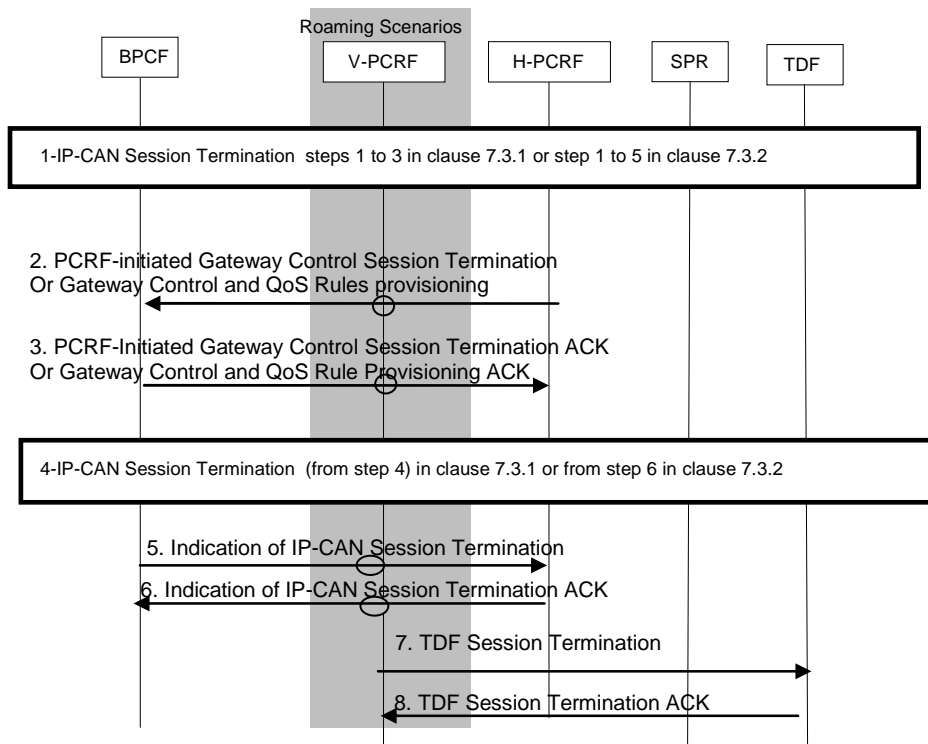 Roaming Scenarios
BPCF
V-PCRF
H-PCRF
SPR
TDF
1-IP-CAN Session Termination steps 1 to 3 in clause 7.3.1 or step 1 to 5 in clause 7.3.2
2. PCRF-initiated Gateway Control Session Termination
Or Gateway Control and QoS Rules provisioning
3. PCRF-Initiated Gateway Control Session Termination ACK
Or Gateway Control and QoS Rule Provisioning ACK
4-IP-CAN Session Termination (from step 4) in clause 7.3.1 or from step 6 in clause 7.3.2
5. Indication of IP-CAN Session Termination
6. Indication of IP-CAN Session Termination ACK
7. TDF Session Termination
8. TDF Session Termination ACK